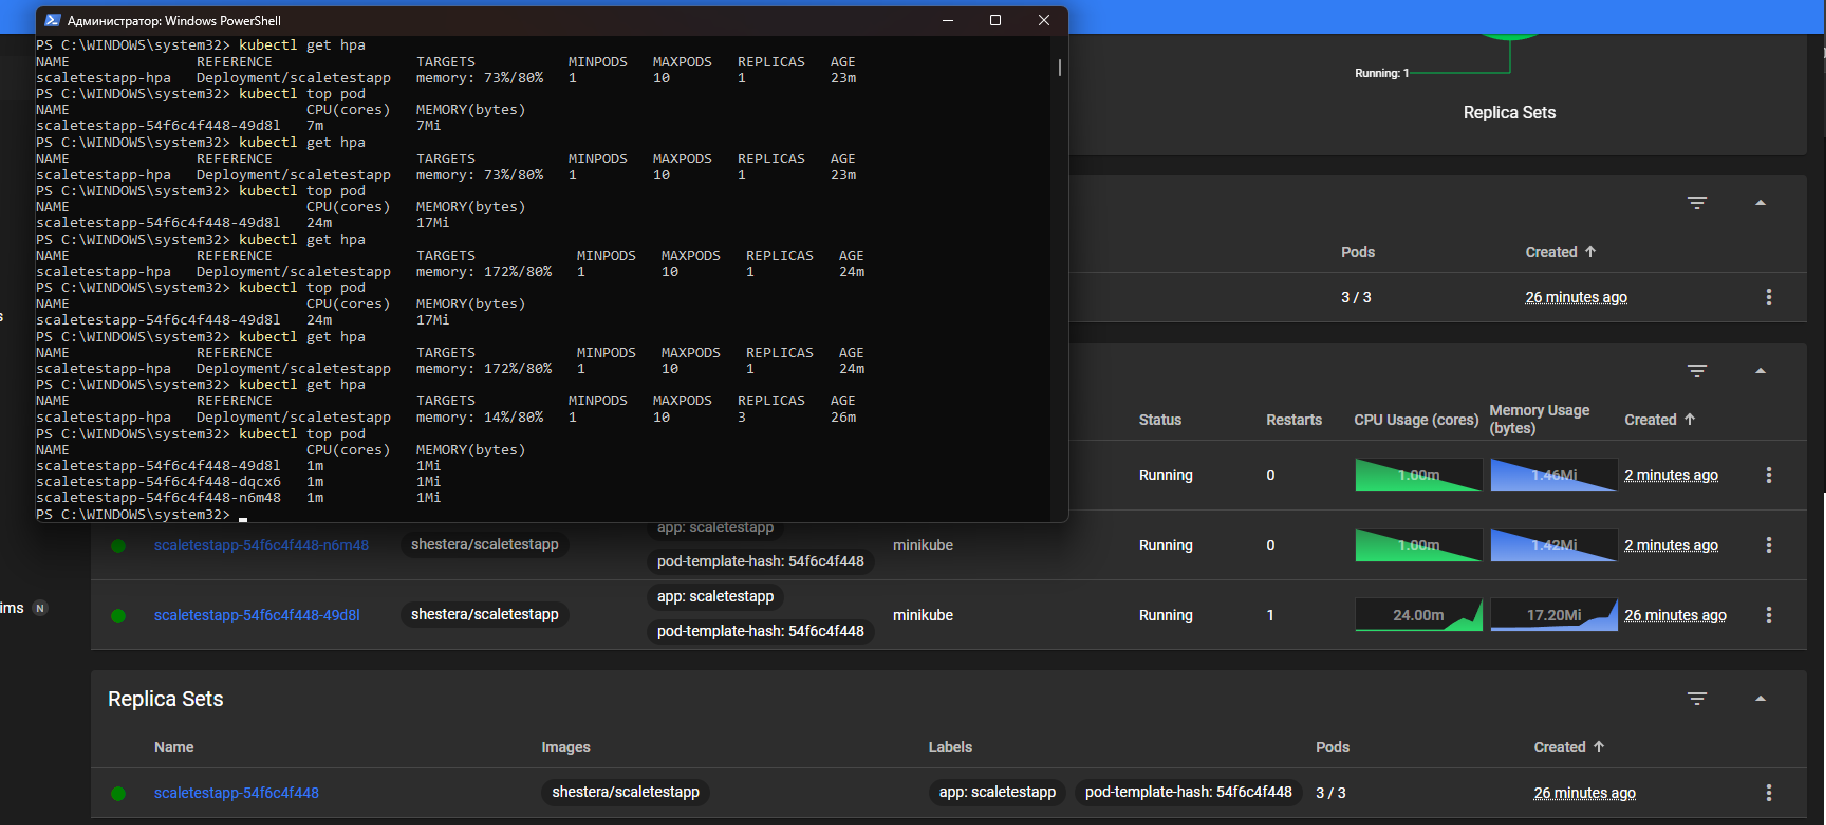 Администратор: Windows PowerShell
PS C:\WINDOWS\system32> kubectl get hpa
NAME REFERENCE TARGETS MINPODS MAXPODS REPLICAS AGE
scaletestapp-hpa Deployment/scaletestapp memory: 73%/80% 1 10 1 23m
PS C:\WINDOWS\system32> kubectl top pod
NAME CPU(cores) MEMORY(bytes)
scaletestapp-54f6c4f448-49d8l 7m 7Mi
PS C:\WINDOWS\system32> kubectl get hpa
NAME REFERENCE TARGETS MINPODS MAXPODS REPLICAS AGE
scaletestapp-hpa Deployment/scaletestapp memory: 73%/80% 1 10 1 23m
PS C:\WINDOWS\system32> kubectl top pod
NAME CPU(cores) MEMORY(bytes)
scaletestapp-54f6c4f448-49d8l 24m 17Mi
PS C:\WINDOWS\system32> kubectl get hpa
NAME REFERENCE TARGETS MINPODS MAXPODS REPLICAS AGE
scaletestapp-hpa Deployment/scaletestapp memory: 172%/80% 1 10 1 24m
PS C:\WINDOWS\system32> kubectl top pod
NAME CPU(cores) MEMORY(bytes)
scaletestapp-54f6c4f448-49d8l 24m 17Mi
PS C:\WINDOWS\system32> kubectl get hpa
NAME REFERENCE TARGETS MINPODS MAXPODS REPLICAS AGE
scaletestapp-hpa Deployment/scaletestapp memory: 172%/80% 1 10 1 24m
PS C:\WINDOWS\system32> kubectl get hpa
NAME REFERENCE TARGETS MINPODS MAXPODS REPLICAS AGE
scaletestapp-hpa Deployment/scaletestapp memory: 14%/80% 1 10 3 26m
PS C:\WINDOWS\system32> kubectl top pod
NAME CPU(cores) MEMORY(bytes)
scaletestapp-54f6c4f448-49d8l 1m 1Mi
scaletestapp-54f6c4f448-dqcx6 1m 1Mi
scaletestapp-54f6c4f448-n6m48 1m 1Mi
PS C:\WINDOWS\system32>
Running: 1
Replica Sets
Pods Created
3 / 3 26 minutes ago
Status Restarts CPU Usage (cores) Memory Usage (bytes) Created
Running 0 1.00m 1.46Mi 2 minutes ago
app: scaletestapp
scaletestapp-54f6c4f448-n6m48 shestera/scaletestapp minikube Running 0 1.00m 1.42Mi 2 minutes ago
pod-template-hash: 54f6c4f448
app: scaletestapp
scaletestapp-54f6c4f448-49d8l shestera/scaletestapp minikube Running 1 24.00m 17.20Mi 26 minutes ago
pod-template-hash: 54f6c4f448
ims N
Replica Sets
Name Images Labels Pods Created
scaletestapp-54f6c4f448 shestera/scaletestapp app: scaletestapp pod-template-hash: 54f6c4f448 3 / 3 26 minutes ago